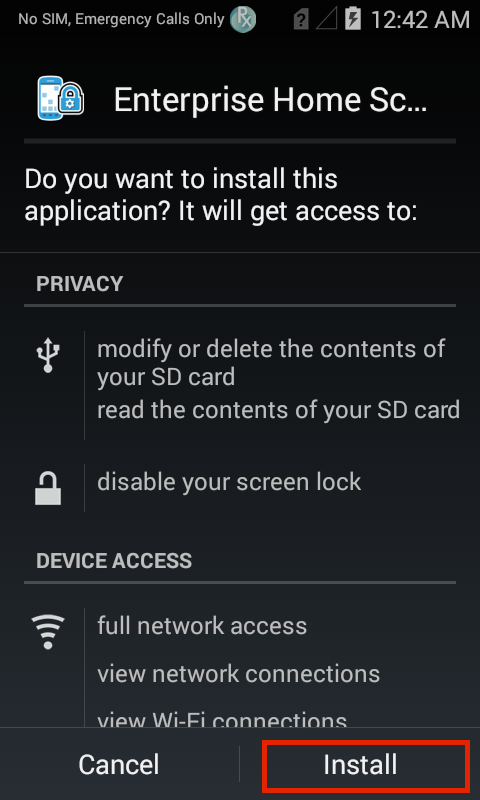 No SIM, Emergency Calls Only
12:42 AM
Enterprise Home Sc...
Do you want to install this
application? It will get access to:
PRIVACY
modify or delete the contents of
your SD card
read the contents of your SD card
disable your screen lock
DEVICE ACCESS
full network access
view network connections
view Wi-Fi connections
Cancel
Install